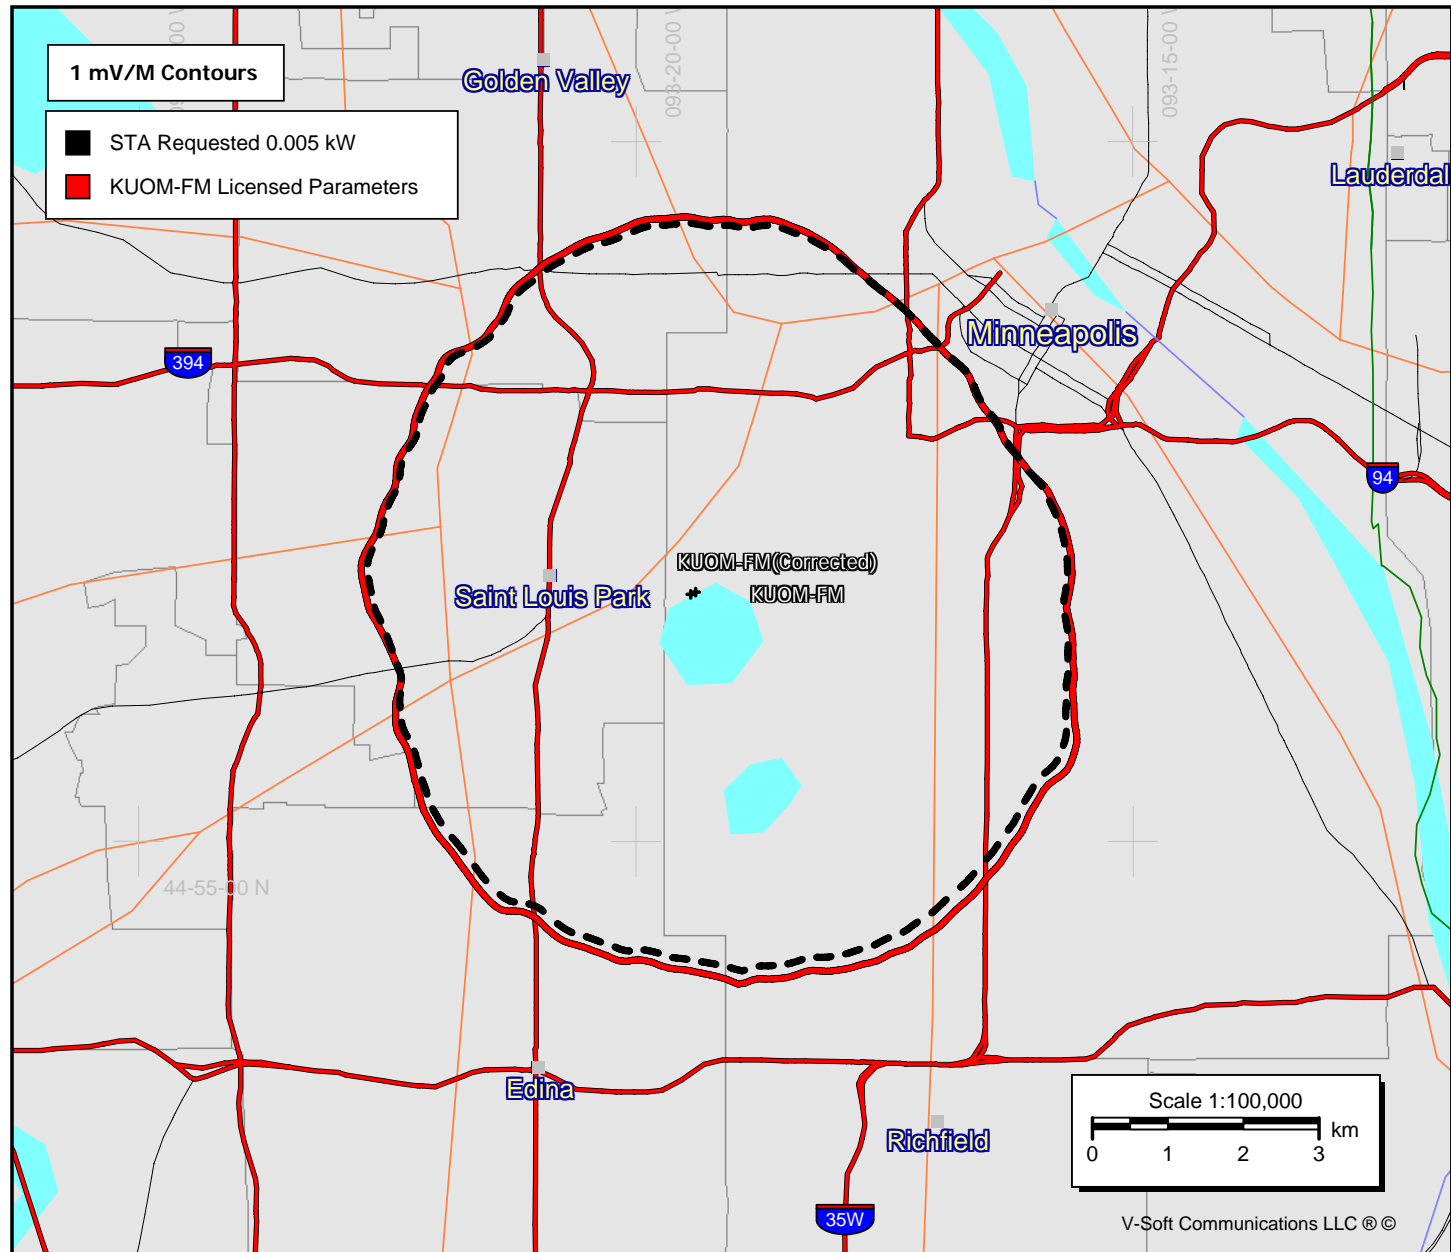 1 mV/M Contours
STA Requested 0.005 kW
KUOM-FM Licensed Parameters
Golden Valley
093-20-00
093-15-00
Lauderdal
Minneapolis
394
94
KUOM-FM(Corrected)
KUOM-FM
Saint Louis Park
44-55-00 N
Edina
Richfield
35W
Scale 1:100,000
km
0 1 2 3
V-Soft Communications LLC ® ©